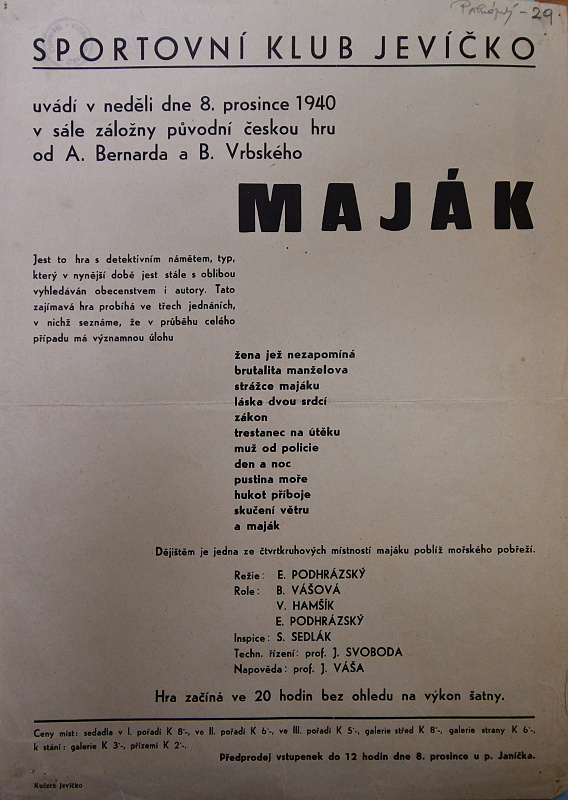 - 29.
SPORTOVNÍ KLUB JEVÍČKO
uvádí v neděli dne 8. prosince 1940
v sále záložny původní českou hru
od A. Bernarda a B. Vrbského
MAJÁK
Jest to hra s detektivním námětem, typ,
který v nynější době jest stále s oblibou
vyhledáván obecenstvem i autory. Tato
zajímavá hra probíhá ve třech jednáních,
v nichž seznáme, že v průběhu celého
případu má významnou úlohu
žena jež nezapomíná
brutalita manželova
strážce majáku
láska dvou srdcí
zákon
trestanec na útěku
muž od policie
den a noc
pustina moře
hukot příboje
skučení větru
a maják
Dějištěm je jedna ze čtvrtkruhových místností majáku poblíž mořského pobřeží.
Režie: E. PODHRÁZSKÝ
Role: B. VÁŠOVÁ
V. HAMŠÍK
E. PODHRÁZSKÝ
Inspice: S. SEDLÁK
Techn. řízení: prof. J. SVOBODA
Napověda: prof. J. VÁŠA
Hra začíná ve 20 hodin bez ohledu na výkon šatny.
Ceny míst: sedadla v I. pořadí K 8·-, ve II. pořadí K 6·-, ve III. pořadí K 5·-, galerie střed K 8·-, galerie strany K 6·-,
k stání: galerie K 3·-, přízemí K 2·-.
Předprodej vstupenek do 12 hodin dne 8. prosince u p. Janíčka.
Kučera Jevíčko